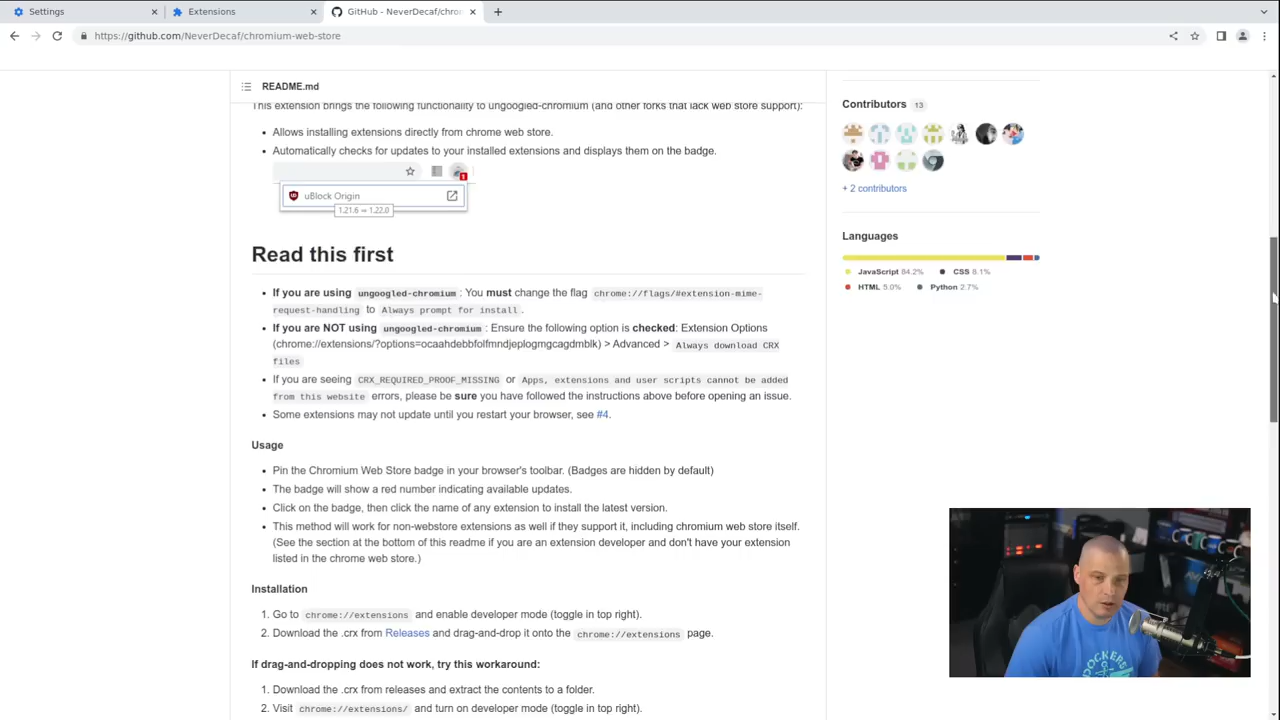 Settings
Extensions
GitHub - NeverDecaf/chro
https://github.com/NeverDecaf/chromium-web-store
README.md
This extension brings the following functionality to ungoogled-chromium (and other forks that lack web store support):
• Allows installing extensions directly from chrome web store.
• Automatically checks for updates to your installed extensions and displays them on the badge.
1
uBlock Origin
1.21.6 ⇒ 1.22.0
Read this first
• If you are using ungoogled-chromium : You must change the flag chrome://flags/#extension-mime-
request-handling to Always prompt for install .
• If you are NOT using ungoogled-chromium : Ensure the following option is checked: Extension Options
(chrome://extensions/?options=ocaahdebbfolfmndjeplogmgcagdmblk) > Advanced > Always download CRX
files
• If you are seeing CRX_REQUIRED_PROOF_MISSING or Apps, extensions and user scripts cannot be added
from this website errors, please be sure you have followed the instructions above before opening an issue.
• Some extensions may not update until you restart your browser, see #4.
Usage
• Pin the Chromium Web Store badge in your browser's toolbar. (Badges are hidden by default)
• The badge will show a red number indicating available updates.
• Click on the badge, then click the name of any extension to install the latest version.
• This method will work for non-webstore extensions as well if they support it, including chromium web store itself.
(See the section at the bottom of this readme if you are an extension developer and don't have your extension
listed in the chrome web store.)
Installation
1. Go to chrome://extensions and enable developer mode (toggle in top right).
2. Download the .crx from Releases and drag-and-drop it onto the chrome://extensions page.
If drag-and-dropping does not work, try this workaround:
1. Download the .crx from releases and extract the contents to a folder.
2. Visit chrome://extensions/ and turn on developer mode (toggle in top right).
Contributors 13
+ 2 contributors
Languages
JavaScript 84.2%
CSS 8.1%
HTML 5.0%
Python 2.7%